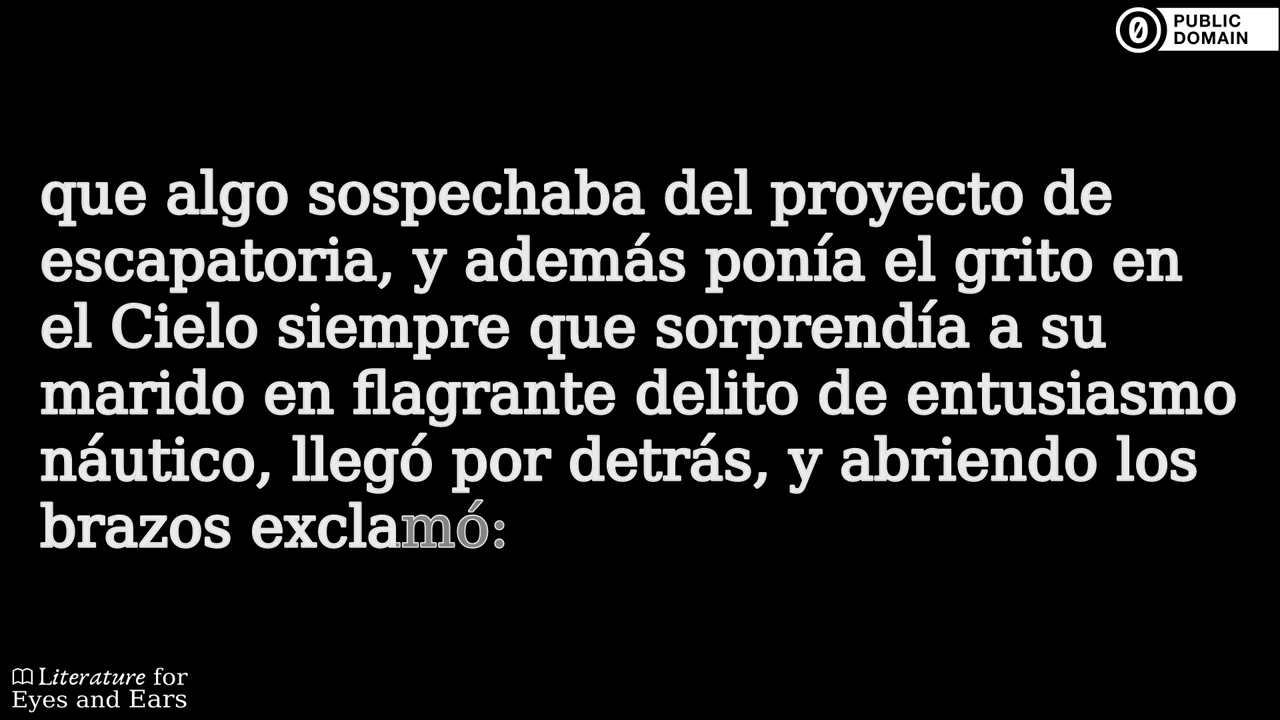 PUBLIC
DOMAIN
que algo sospechaba del proyecto de
escapatoria, y además ponía el grito en
el Cielo siempre que sorprendía a su
marido en flagrante delito de entusiasmo
náutico, llegó por detrás, y abriendo los
brazos exclamó:
Literature for
Eyes and Ears